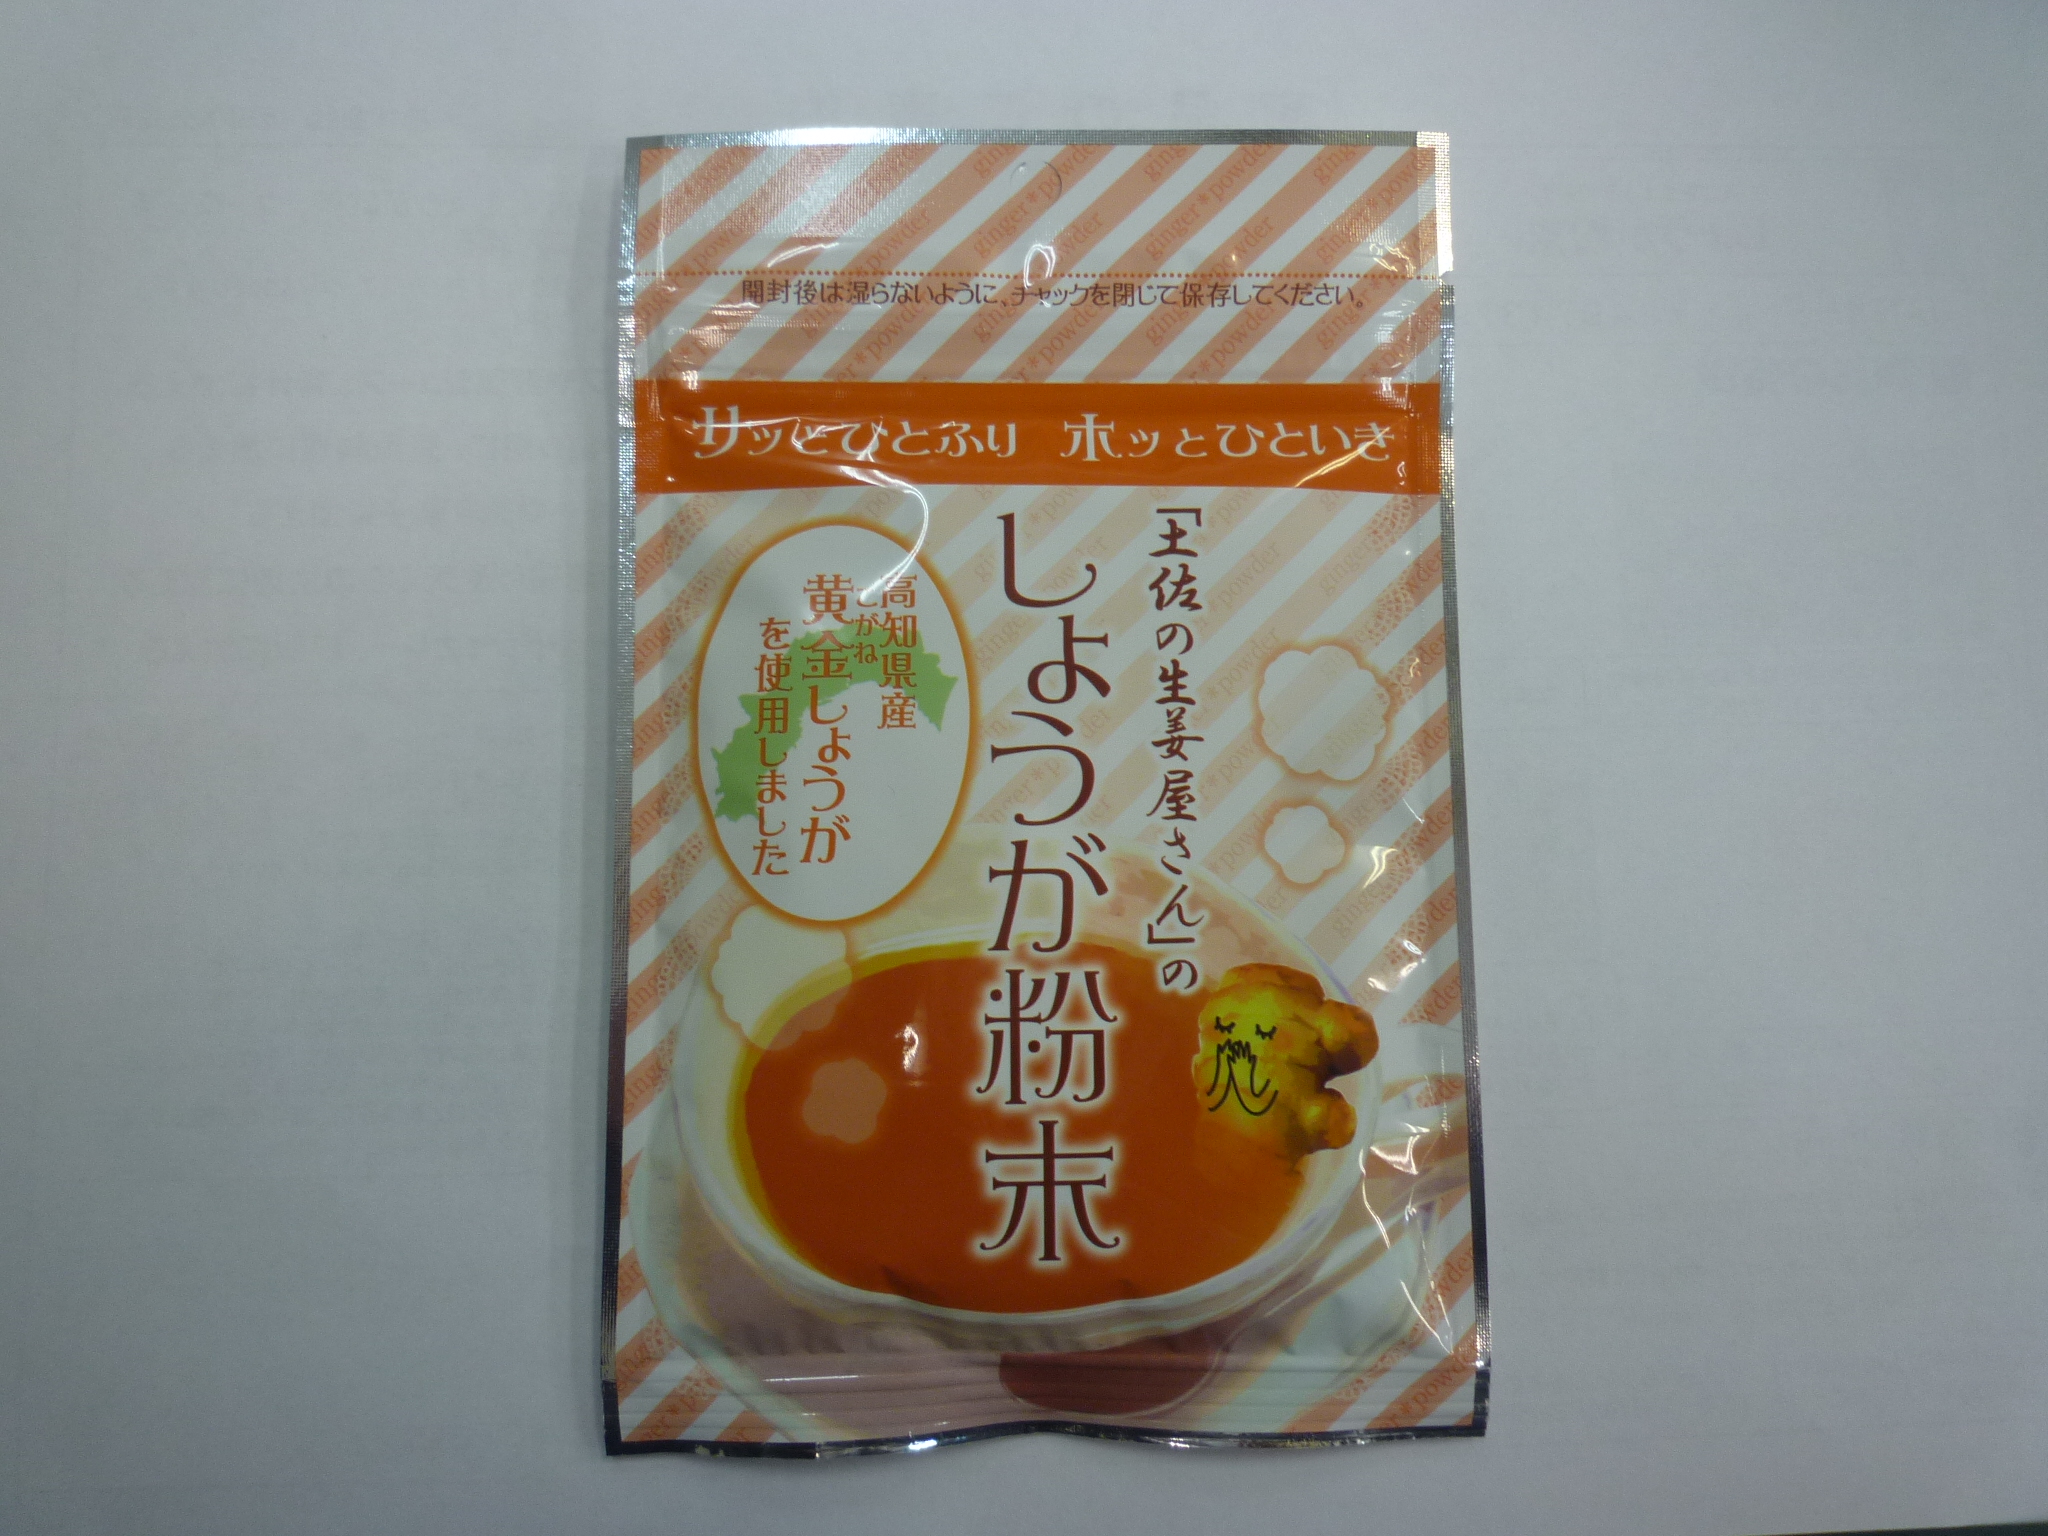 開封後は湿らないように、チャックを閉じて保存してください。
サッとひとふり ホッとひといき
「土佐の生姜屋さん」の
しょうが粉末
高知県産
こがね
黄金しょうが
を使用しました
ginger*powder